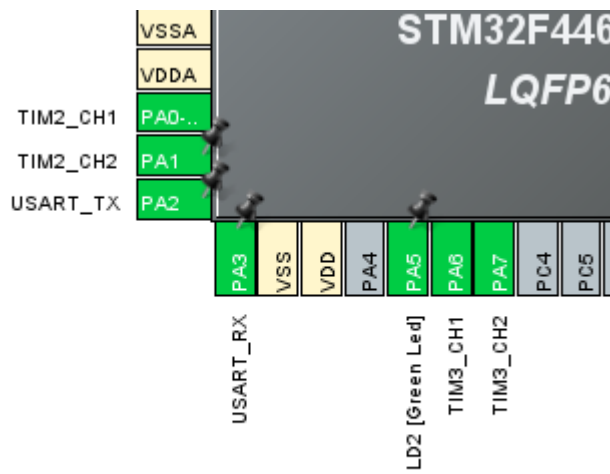 VSSA
STM32F446
VDDA
LQFP6
TIM2_CH1 PA0-..
TIM2_CH2 PA1
USART_TX PA2
PA3
VSS
VDD
PA4
PA5
PA6
PA7
PC4
PC5
USART_RX
LD2 [Green Led]
TIM3_CH1
TIM3_CH2